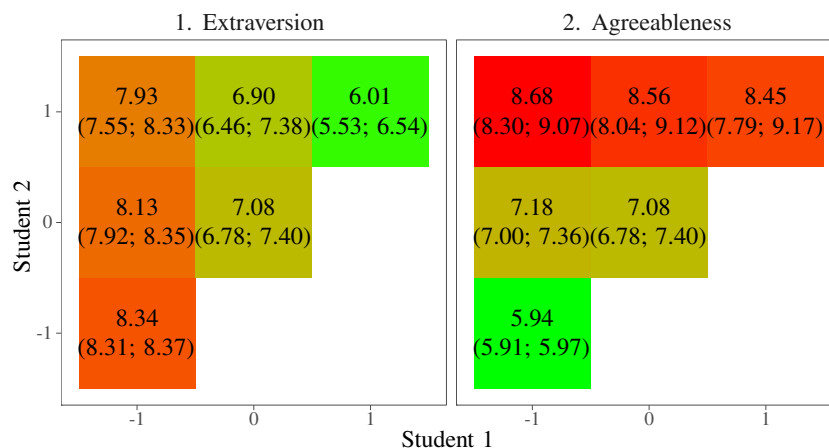 1. Extraversion
2. Agreeableness
7.93 6.90 6.01
(7.55; 8.33) (6.46; 7.38) (5.53; 6.54)
8.68 8.56 8.45
(8.30; 9.07) (8.04; 9.12) (7.79; 9.17)
1
8.13 7.08
(7.92; 8.35) (6.78; 7.40)
7.18 7.08
(7.00; 7.36) (6.78; 7.40)
0
8.34
(8.31; 8.37)
5.94
(5.91; 5.97)
-1
Student 2
-1 0 1
-1 0 1
Student 1